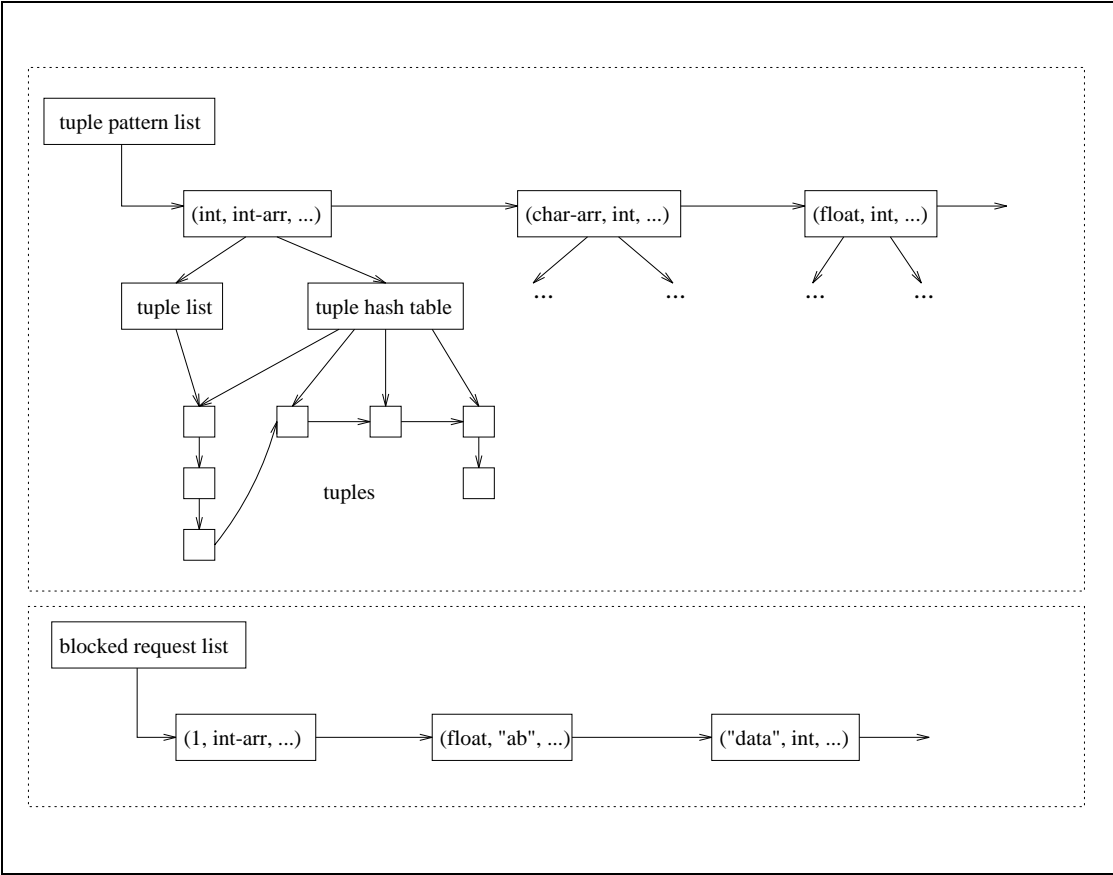 tuple pattern list
(int, int-arr, ...)
(char-arr, int, ...)
(float, int, ...)
tuple list
tuple hash table
...
...
...
...
tuples
blocked request list
(1, int-arr, ...)
(float, "ab", ...)
("data", int, ...)